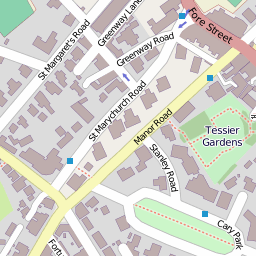 Greenway Lane
Fore Street
St Margaret's Road
Greenway Road
St Marychurch Road
Manor Road
Tessier
Gardens
Stanley Road
Cary Park
Fort